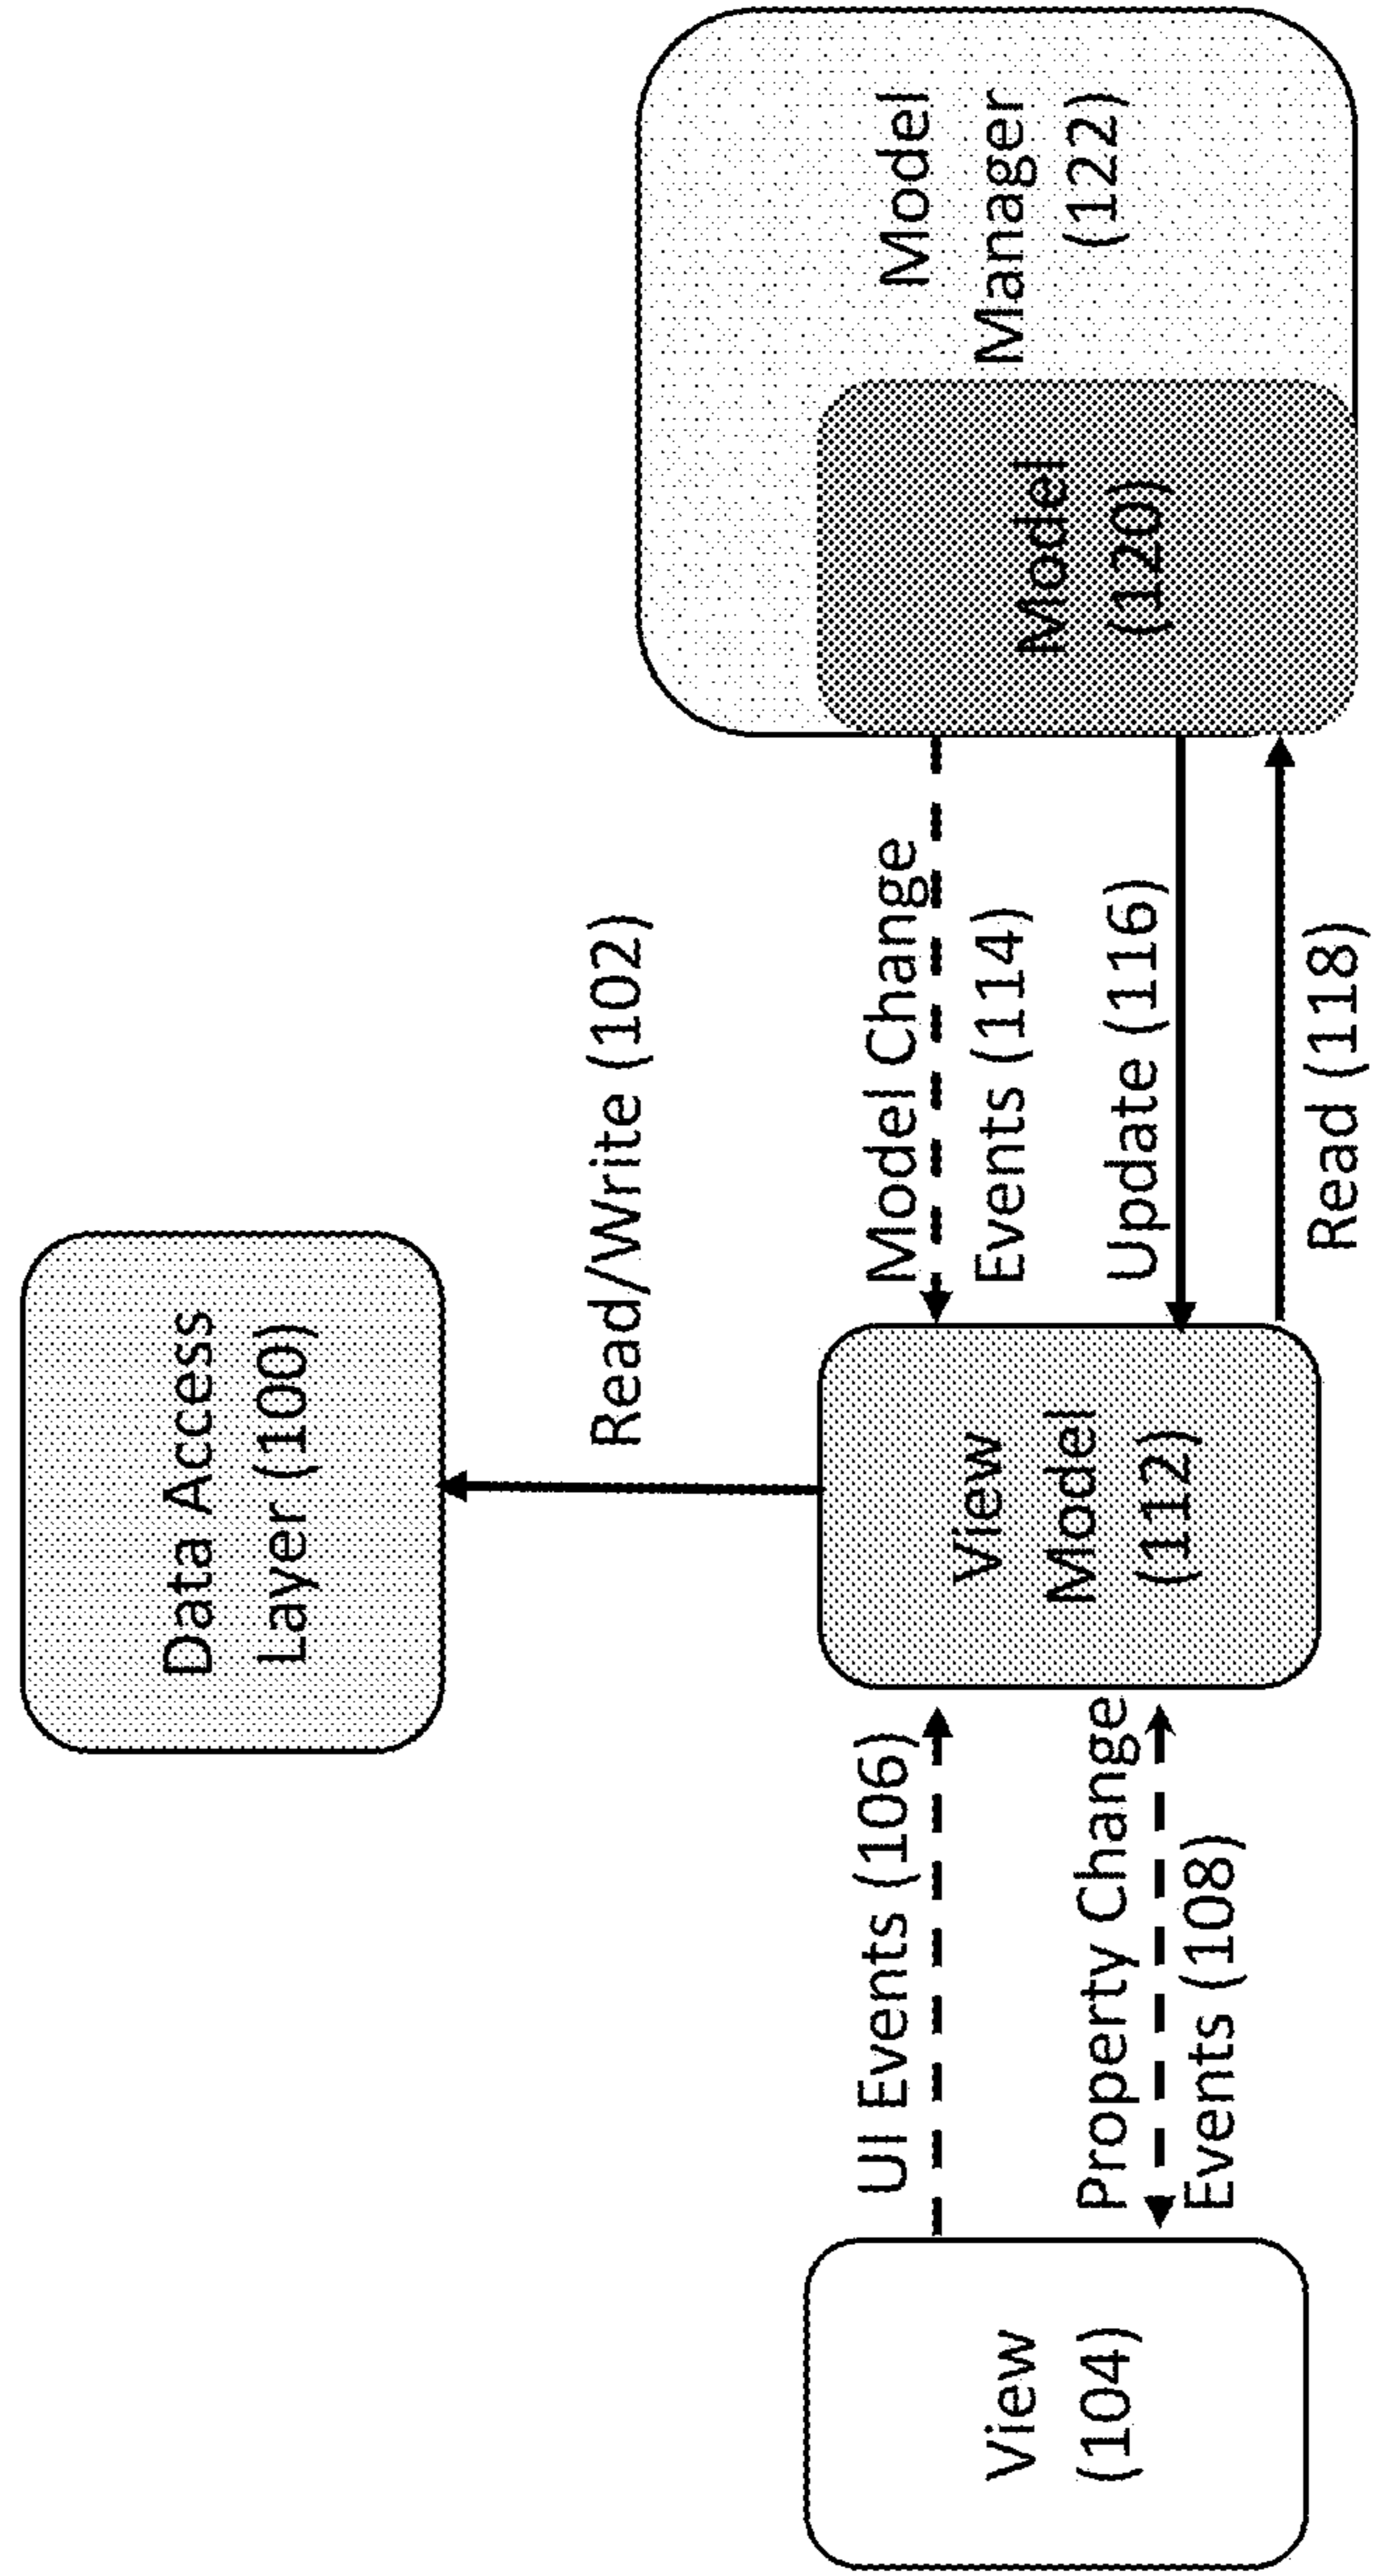 Data Access
Layer (100)
Read/Write (102)
View
(104)
UI Events (106)
Property Change
Events (108)
View
Model
(112)
Model Change
Events (114)
Update (116)
Read (118)
Model
(120)
Model
Manager
(122)